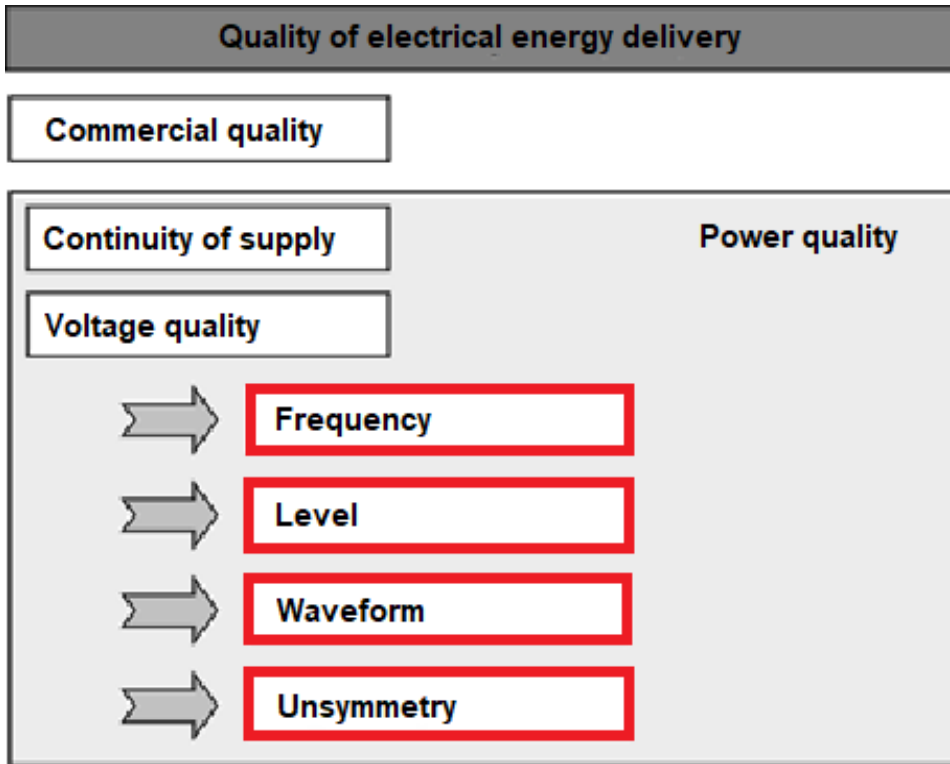 Quality of electrical energy delivery
Commercial quality
Continuity of supply
Power quality
Voltage quality
Frequency
Level
Waveform
Unsymmetry